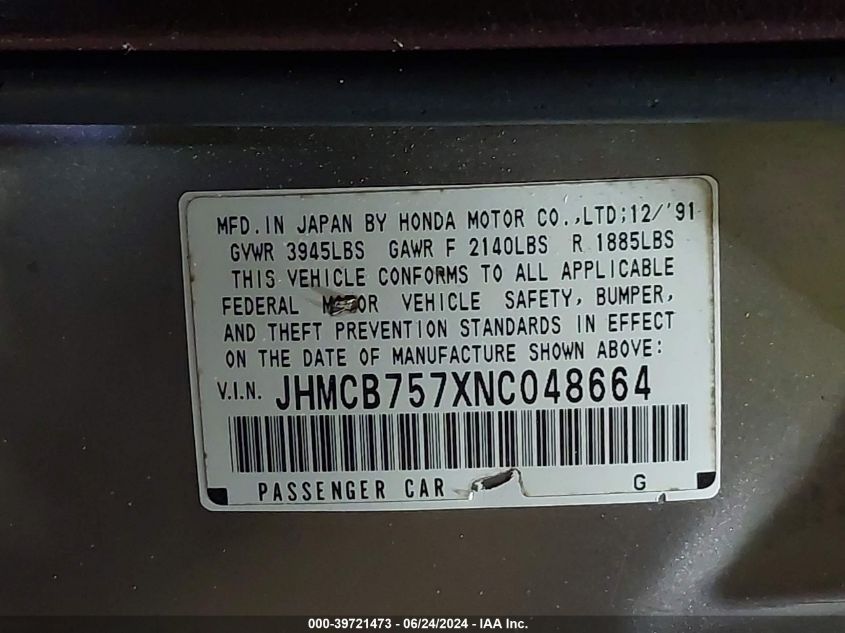 MFD.IN JAPAN BY HONDA MOTOR CO.,LTD;12/'91
GVWR 3945LBS GAWR F 2140LBS R 1885LBS
THIS VEHICLE CONFORMS TO ALL APPLICABLE
FEDERAL MOTOR VEHICLE SAFETY, BUMPER,
AND THEFT PREVENTION STANDARDS IN EFFECT
ON THE DATE OF MANUFACTURE SHOWN ABOVE:
V.I.N. JHMCB757XNC048664
PASSENGER CAR G
000-39721473 - 06/24/2024 - IAA Inc.